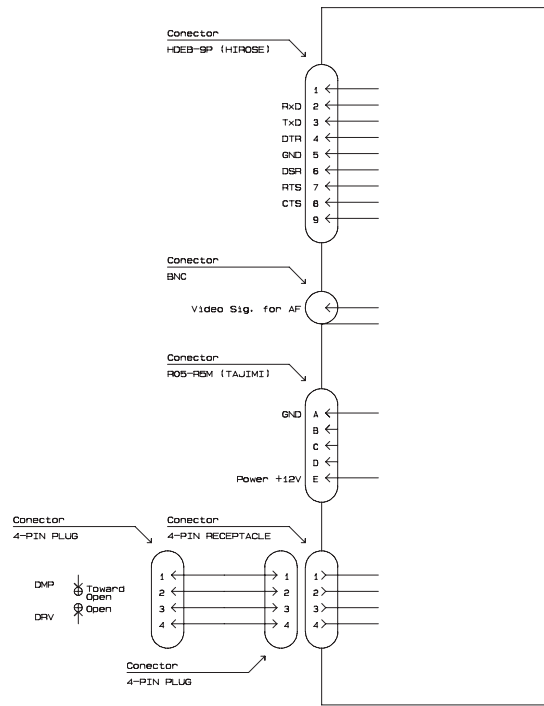 Conector
HDEB-9P (HIROSE)
1
RxD 2
TxD 3
DTR 4
GND 5
DSR 6
RTS 7
CTS 8
9
Conector
BNC
Video Sig. for AF
Conector
R05-R5M (TAJIMI)
GND A
B
C
D
Power +12V E
Conector
4-PIN PLUG
Conector
4-PIN RECEPTACLE
DMP
Toward
Open
Open
DRV
1 1 1
2 2 2
3 3 3
4 4 4
Conector
4-PIN PLUG